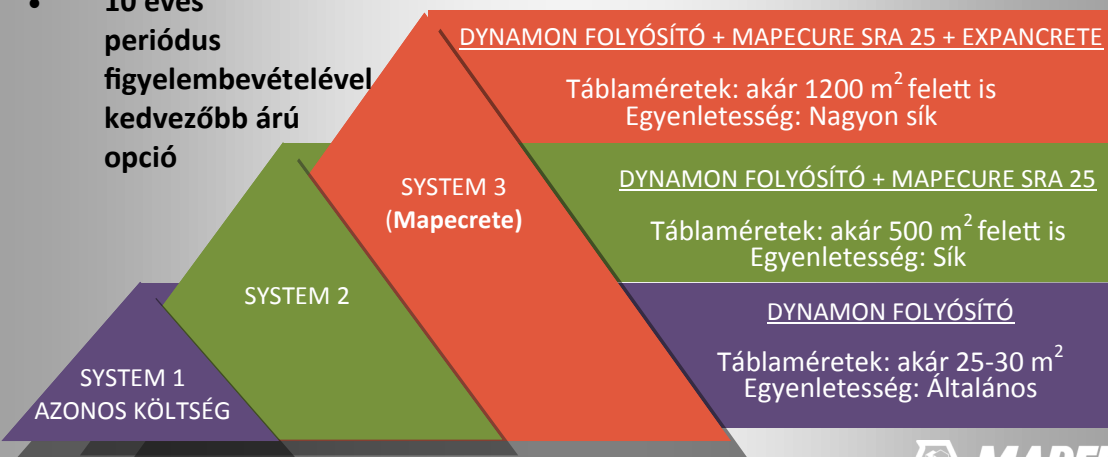 • 10 éves
periódus
figyelembevételével
kedvezőbb árú
opció
DYNAMON FOLYÓSÍTÓ + MAPECURE SRA 25 + EXPANCRETE
Táblaméretek: akár 1200 m² felett is
Egyenletesség: Nagyon sík
SYSTEM 3
(Mapecrete)
DYNAMON FOLYÓSÍTÓ + MAPECURE SRA 25
Táblaméretek: akár 500 m² felett is
Egyenletesség: Sík
SYSTEM 2
DYNAMON FOLYÓSÍTÓ
Táblaméretek: akár 25-30 m²
Egyenletesség: Általános
SYSTEM 1
AZONOS KÖLTSÉG